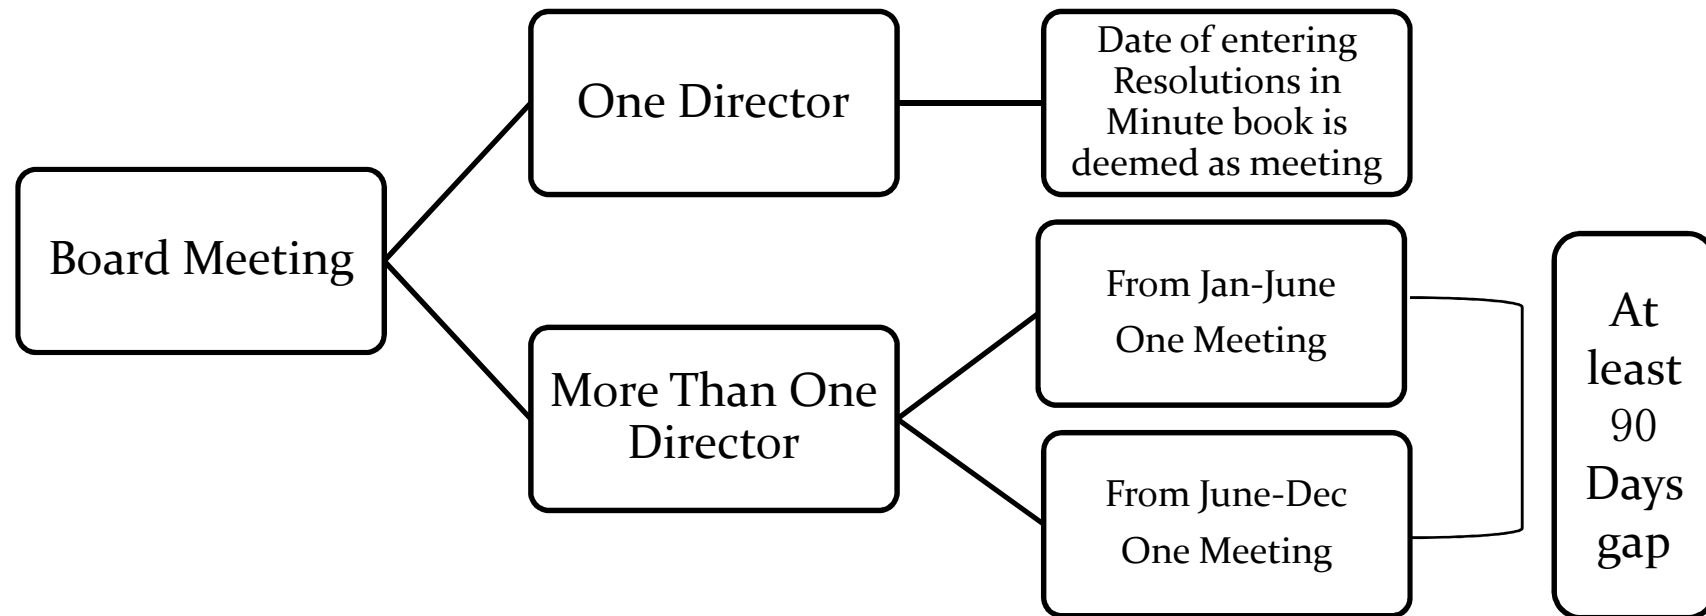 Board Meeting
One Director
Date of entering
Resolutions in
Minute book is
deemed as meeting
More Than One
Director
From Jan-June
One Meeting
From June-Dec
One Meeting
At
least
90
Days
gap